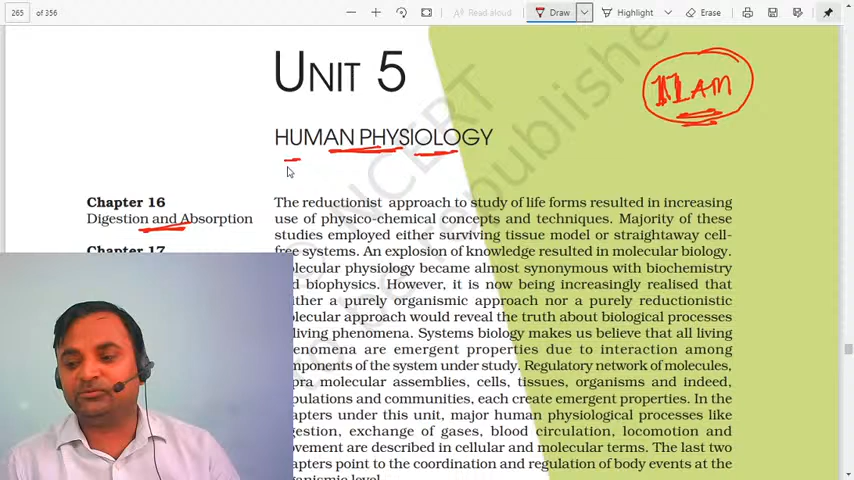 265 of 356 Read aloud Draw Highlight Erase
UNIT 5
11 AM
HUMAN PHYSIOLOGY
Chapter 16
Digestion and Absorption
Chapter 17
The reductionist approach to study of life forms resulted in increasing
use of physico-chemical concepts and techniques. Majority of these
studies employed either surviving tissue model or straightaway cell-
free systems. An explosion of knowledge resulted in molecular biology.
olecular physiology became almost synonymous with biochemistry
d biophysics. However, it is now being increasingly realised that
ither a purely organismic approach nor a purely reductionistic
olecular approach would reveal the truth about biological processes
living phenomena. Systems biology makes us believe that all living
enomena are emergent properties due to interaction among
mponents of the system under study. Regulatory network of molecules,
pra molecular assemblies, cells, tissues, organisms and indeed,
pulations and communities, each create emergent properties. In the
apters under this unit, major human physiological processes like
gestion, exchange of gases, blood circulation, locomotion and
ovement are described in cellular and molecular terms. The last two
apters point to the coordination and regulation of body events at the
ganismic level.
© NCERT
be republishe